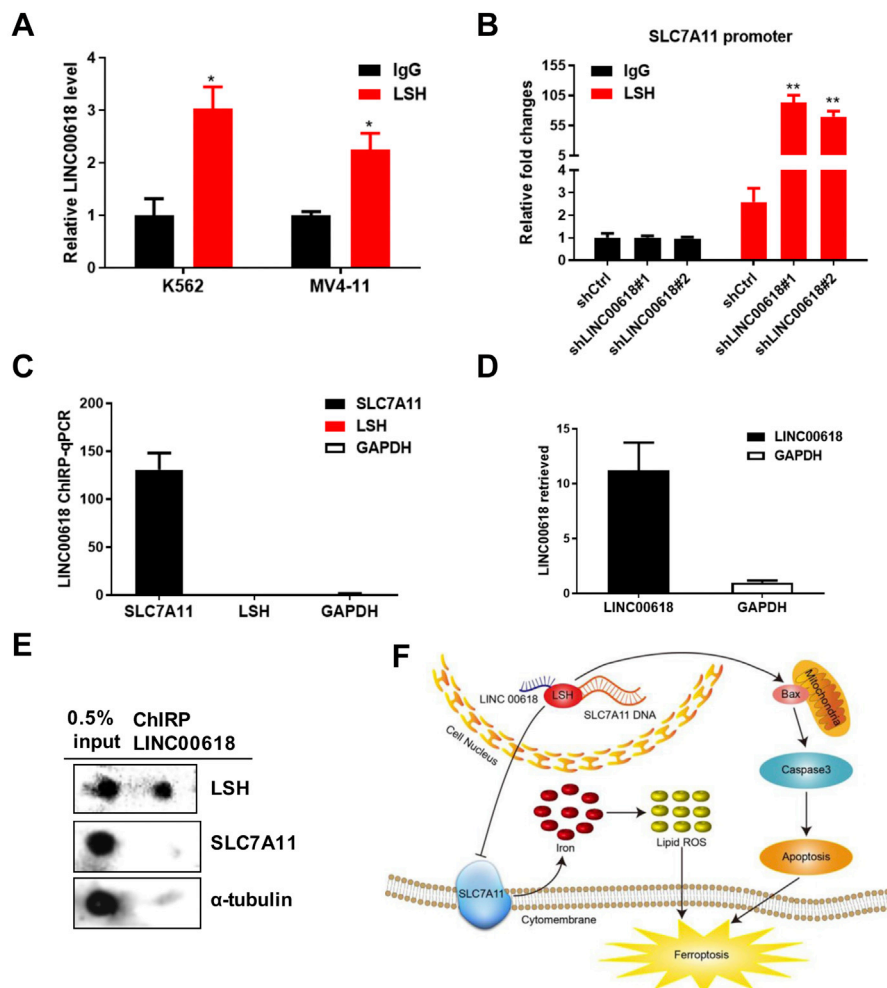 A
Relative LINC00618 level
4
3
2
1
0
*
*
IgG
LSH
K562
MV4-11
B
SLC7A11 promoter
Relative fold changes
155
105
55
5
4
3
2
1
0
IgG
LSH
**
**
shCtrl
shLINC00618#1
shLINC00618#2
shCtrl
shLINC00618#1
shLINC00618#2
C
LINC00618 ChIRP-qPCR
200
150
100
50
0
SLC7A11
LSH
GAPDH
SLC7A11
LSH
GAPDH
D
LINC00618 retrieved
15
10
5
0
LINC00618
GAPDH
LINC00618
GAPDH
E
0.5% ChIRP
input LINC00618
LSH
SLC7A11
α-tubulin
F
LINC 00618
LSH
SLC7A11 DNA
Cell Nucleus
Bax
Mitochondria
Caspase3
Iron
Lipid ROS
Apoptosis
SLC7A11
Cytomembrane
Ferroptosis